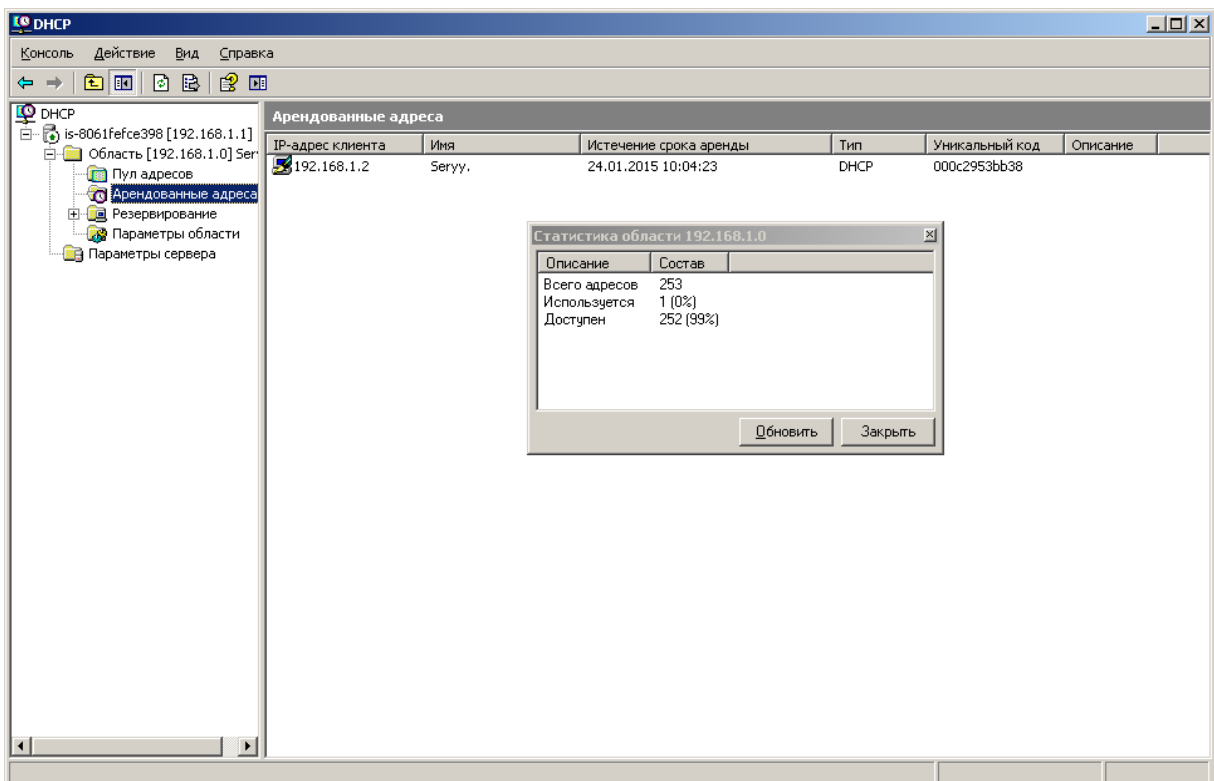 DHCP
Консоль Действие Вид Справка
DHCP
is-8061fefce398 [192.168.1.1]
Область [192.168.1.0] Ser
Пул адресов
Арендованные адреса
Резервирование
Параметры области
Параметры сервера
Арендованные адреса
IP-адрес клиента Имя Истечение срока аренды Тип Уникальный код Описание
192.168.1.2 Seryy. 24.01.2015 10:04:23 DHCP 000c2953bb38
Статистика области 192.168.1.0
Описание Состав
Всего адресов 253
Используется 1 (0%)
Доступен 252 (99%)
Обновить Закрыть